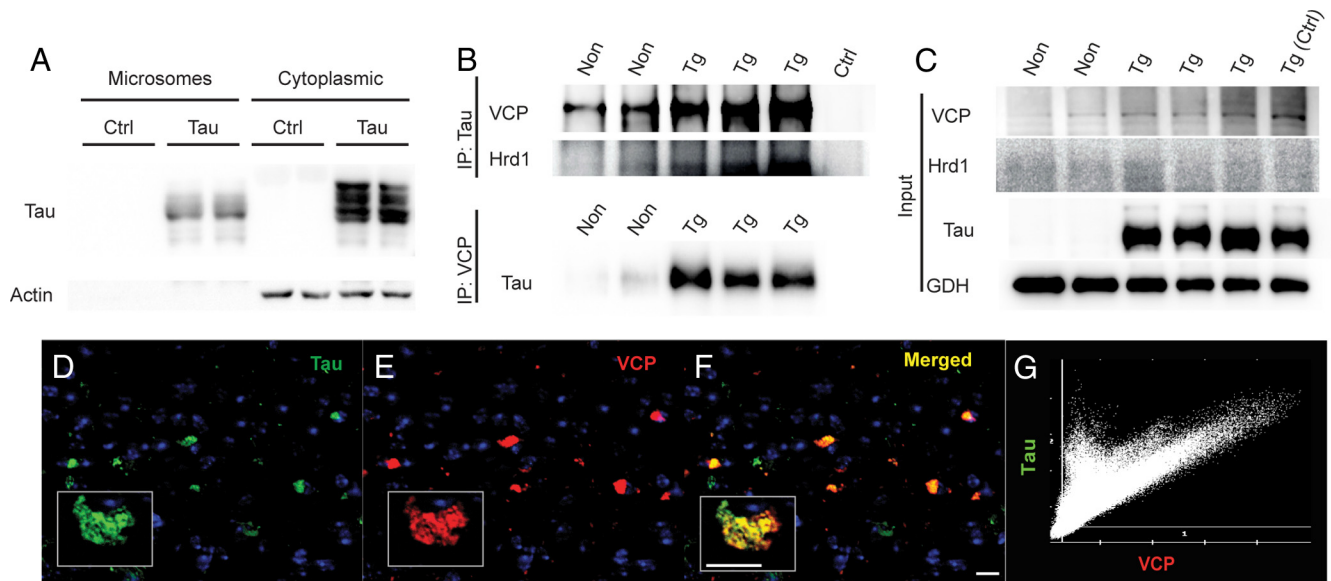 A
Microsomes Cytoplasmic
Ctrl Tau Ctrl Tau
Tau
Actin
B
Non Non Tg Tg Tg Ctrl
IP: Tau
VCP
Hrd1
Non Non Tg Tg Tg
IP: VCP
Tau
C
Non Non Tg Tg Tg Tg (Ctrl)
Input
VCP
Hrd1
Tau
GDH
D Tau
E VCP
F Merged
G
Tau
1
VCP